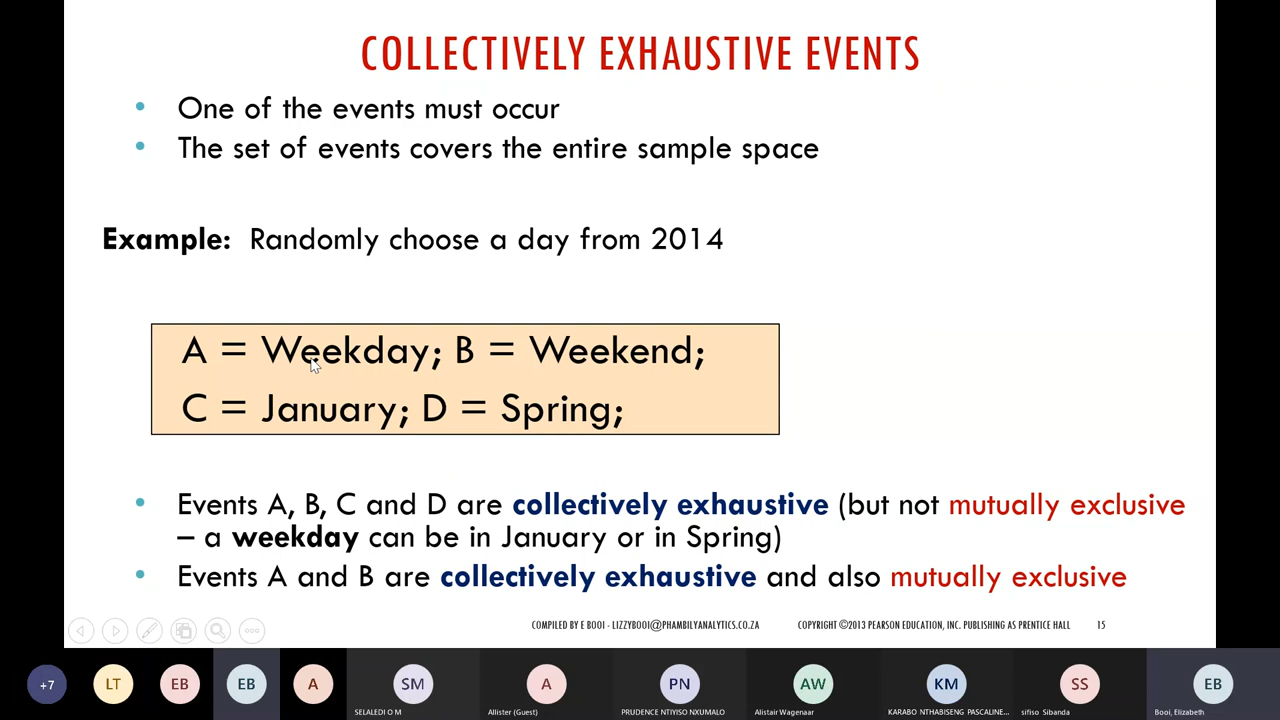 COLLECTIVELY EXHAUSTIVE EVENTS
• One of the events must occur
• The set of events covers the entire sample space
Example: Randomly choose a day from 2014
A = Weekday; B = Weekend;
C = January; D = Spring;
• Events A, B, C and D are collectively exhaustive (but not mutually exclusive
– a weekday can be in January or in Spring)
• Events A and B are collectively exhaustive and also mutually exclusive
COMPILED BY E BOOI - LIZZYBOOI@PHAMBILYANALYTICS.CO.ZA COPYRIGHT ©2013 PEARSON EDUCATION, INC. PUBLISHING AS PRENTICE HALL 15
+7 LT EB EB A SM A PN AW KM SS EB
SELALEDI O M Allister (Guest) PRUDENCE NTIYISO NXUMALO Alistair Wagenaar KARABO NTHABISENG PASCALINE... sifiso Sibanda Booi, Elizabeth